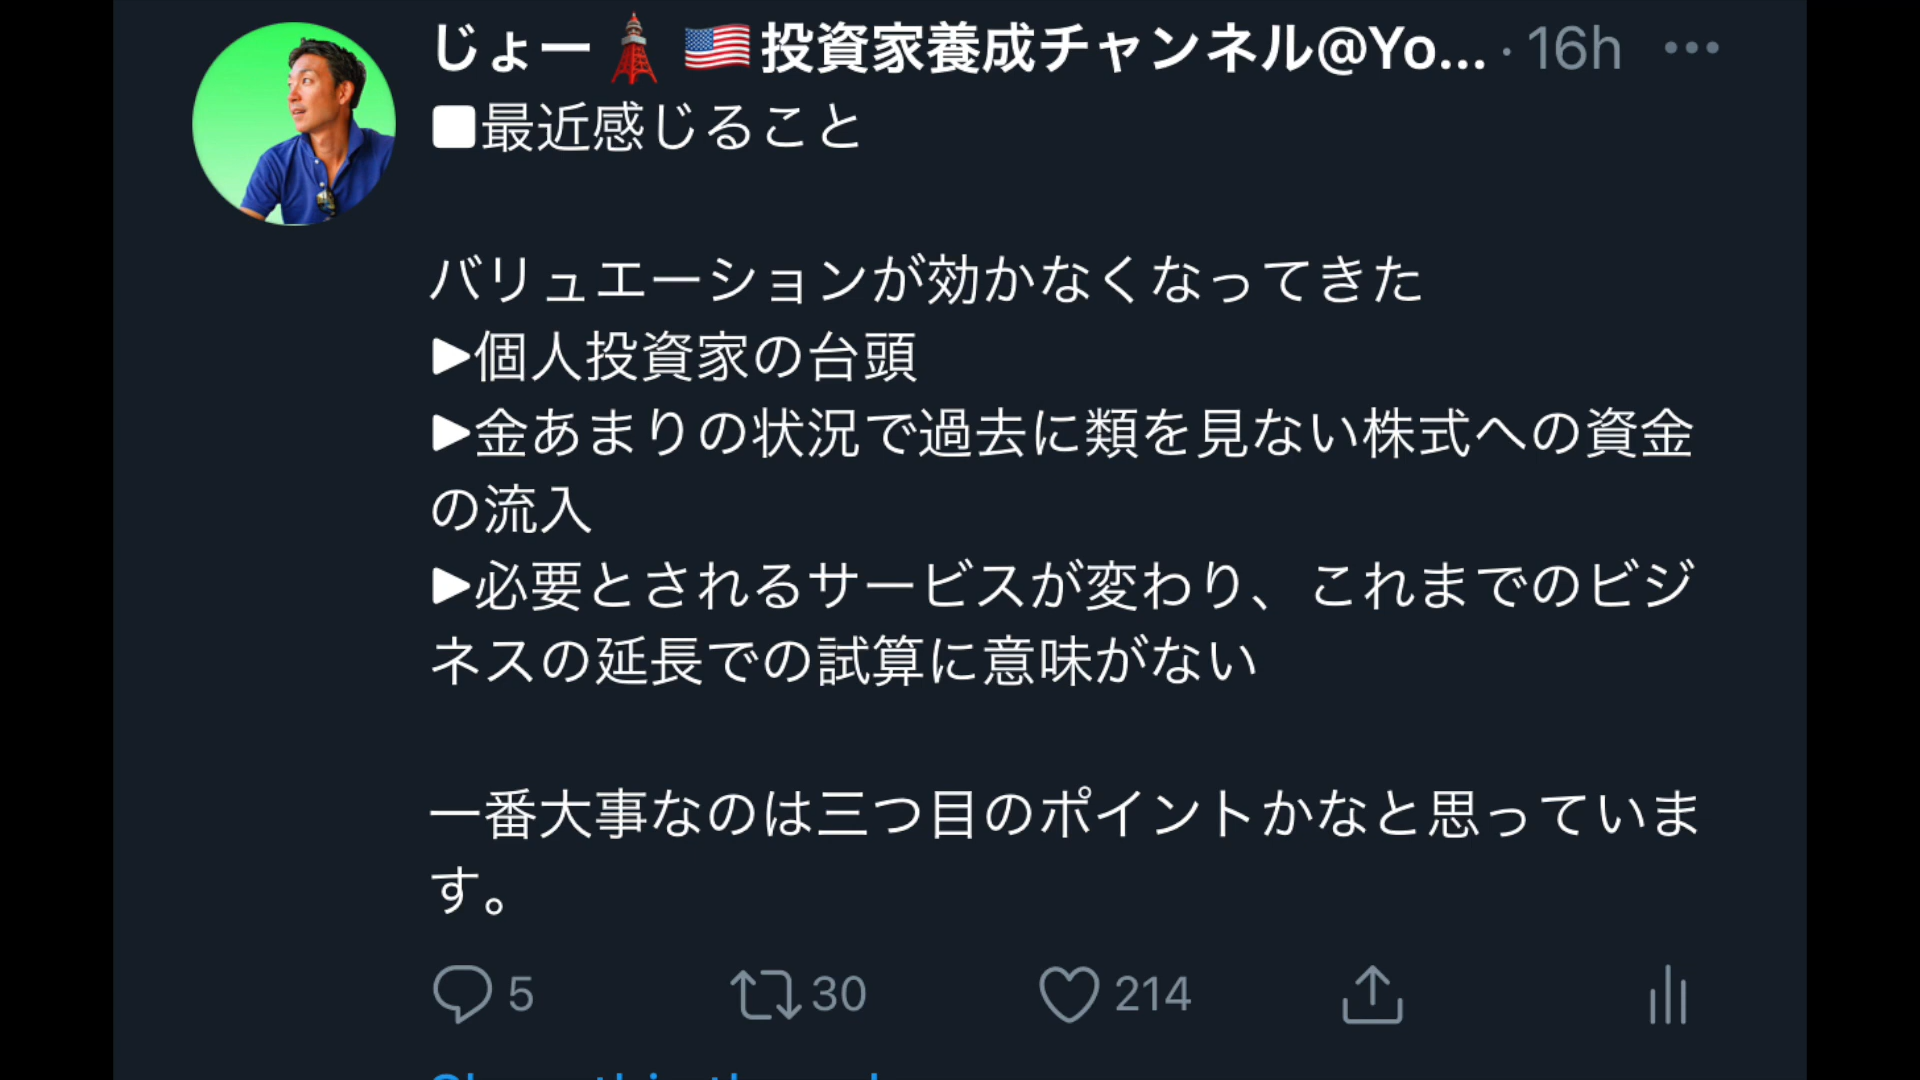 じょー🗼🇺🇸投資家養成チャンネル@Yo... · 16h
■最近感じること
バリュエーションが効かなくなってきた
▶個人投資家の台頭
▶金あまりの状況で過去に類を見ない株式への資金
の流入
▶必要とされるサービスが変わり、これまでのビジ
ネスの延長での試算に意味がない
一番大事なのは三つ目のポイントかなと思っていま
す。
5 30 214